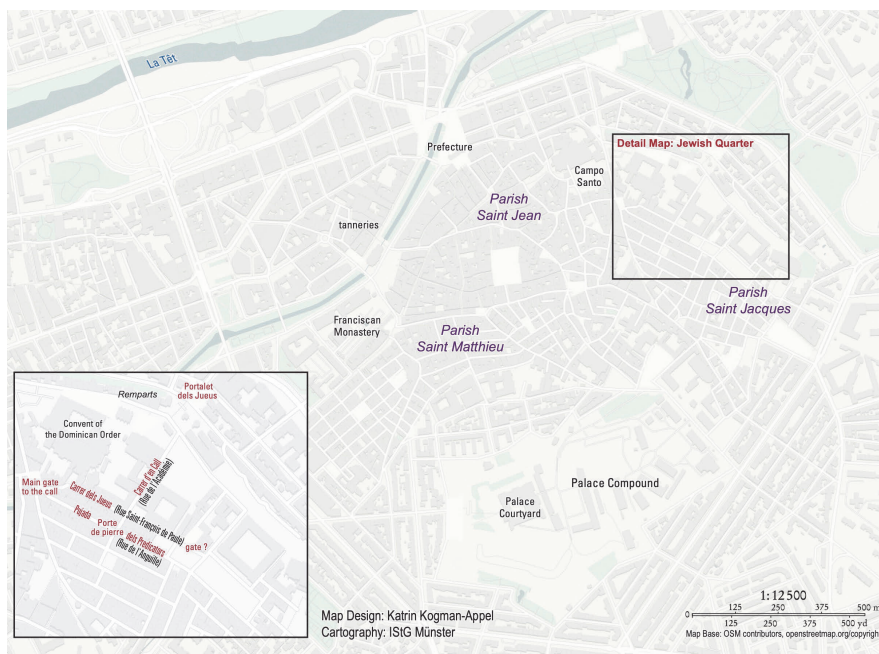 La Têt
Prefecture
Detail Map: Jewish Quarter
Campo
Santo
Parish
Saint Jean
tanneries
Parish
Saint Jacques
Franciscan
Monastery
Parish
Saint Matthieu
Remparts
Portalet
dels Jueus
Convent of
the Dominican Order
Carrer d'en Call
(Rue de l'Académie)
Main gate
to the call
Carrer dels Jueus
(Rue Saint-François de Paule)
Pujada
Porte
de pierre
dels Predicators
(Rue de l'Anguille)
gate ?
Palace Compound
Palace
Courtyard
Map Design: Katrin Kogman-Appel
Cartography: IStG Münster
1:12 500
0 125 250 375 500 m
125 250 375 500 yd
Map Base: OSM contributors, openstreetmap.org/copyrigh